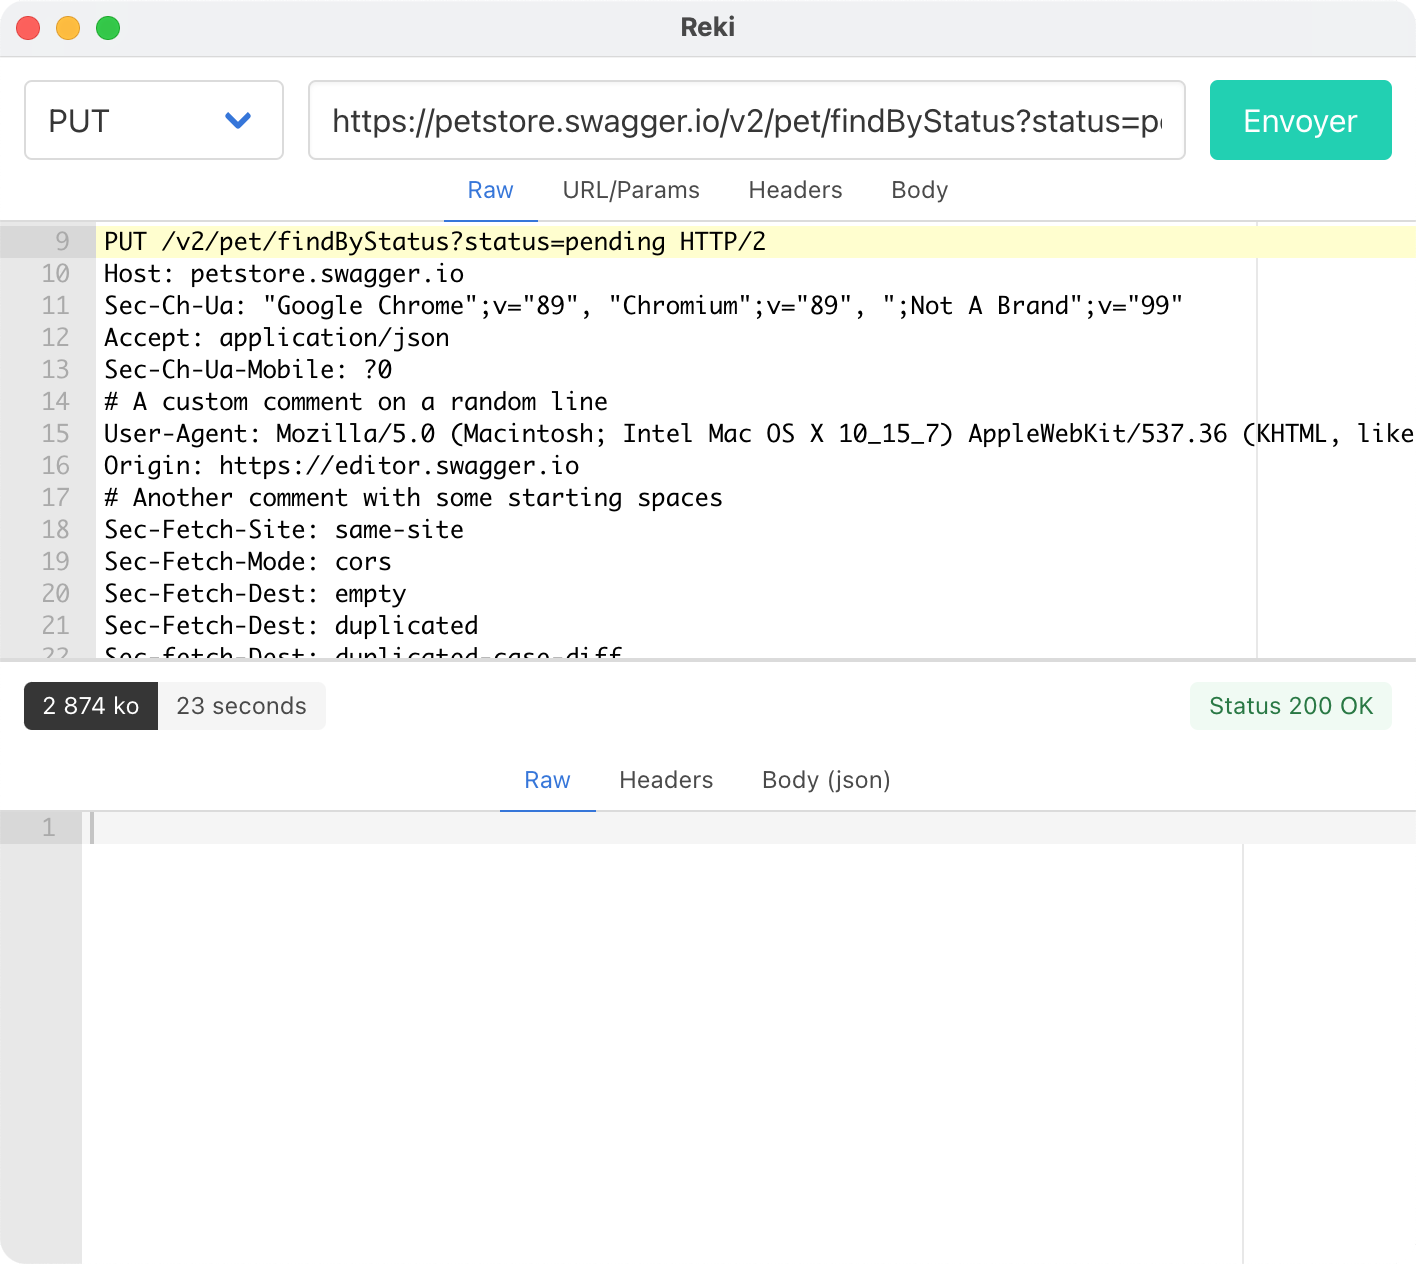 Reki
PUT
https://petstore.swagger.io/v2/pet/findByStatus?status=p
Envoyer
Raw URL/Params Headers Body
9 PUT /v2/pet/findByStatus?status=pending HTTP/2
10 Host: petstore.swagger.io
11 Sec-Ch-Ua: "Google Chrome";v="89", "Chromium";v="89", ";Not A Brand";v="99"
12 Accept: application/json
13 Sec-Ch-Ua-Mobile: ?0
14 # A custom comment on a random line
15 User-Agent: Mozilla/5.0 (Macintosh; Intel Mac OS X 10_15_7) AppleWebKit/537.36 (KHTML, like
16 Origin: https://editor.swagger.io
17 # Another comment with some starting spaces
18 Sec-Fetch-Site: same-site
19 Sec-Fetch-Mode: cors
20 Sec-Fetch-Dest: empty
21 Sec-Fetch-Dest: duplicated
22 Sec-fetch-Dest: duplicated-case-diff
2 874 ko 23 seconds
Status 200 OK
Raw Headers Body (json)
1